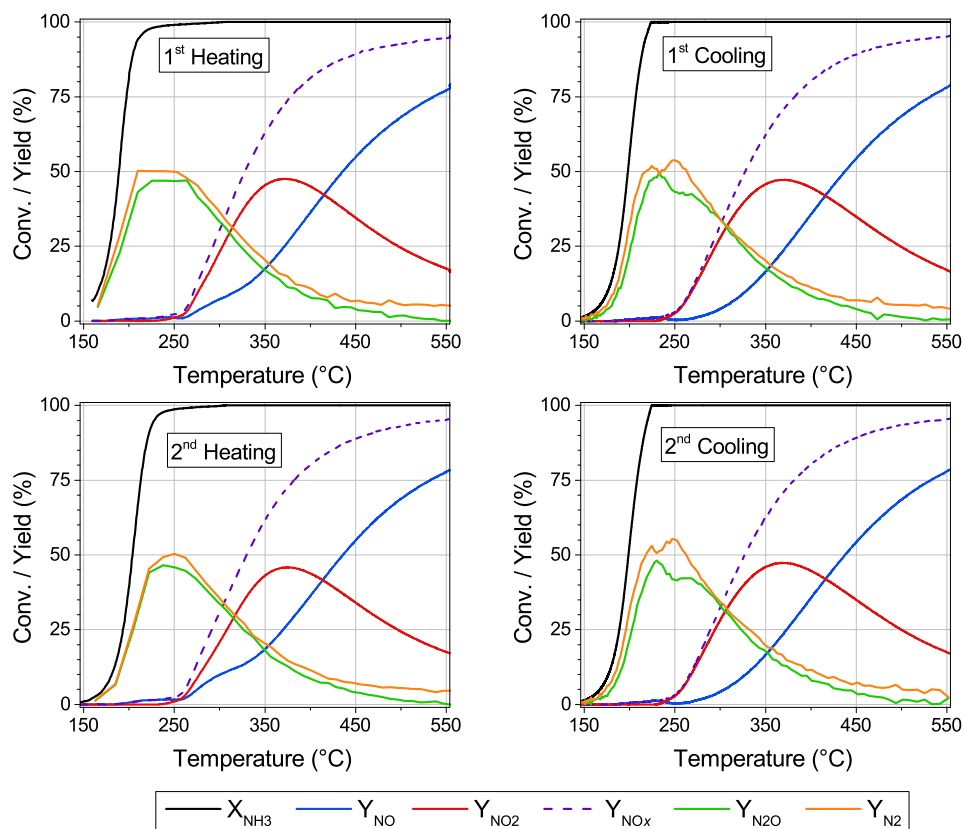 100
75
50
25
0
Conv. / Yield (%)
1st Heating
150 250 350 450 550
Temperature (°C)
100
75
50
25
0
Conv. / Yield (%)
1st Cooling
150 250 350 450 550
Temperature (°C)
100
75
50
25
0
Conv. / Yield (%)
2nd Heating
150 250 350 450 550
Temperature (°C)
100
75
50
25
0
Conv. / Yield (%)
2nd Cooling
150 250 350 450 550
Temperature (°C)
XNH3 YNO YNO2 YNOx YN2O YN2